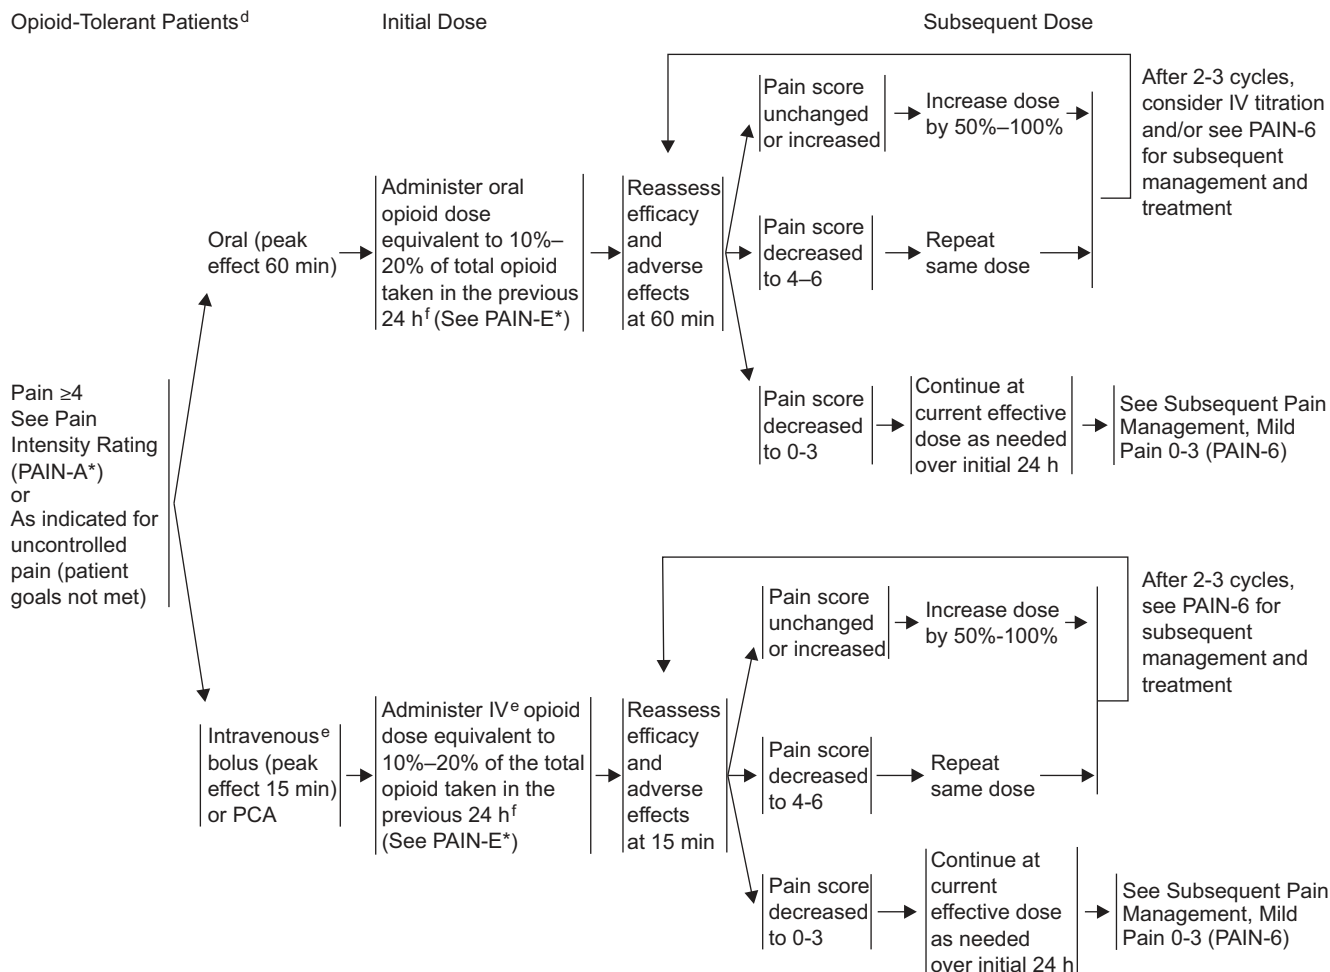 Opioid-Tolerant Patientsᵈ
Initial Dose
Subsequent Dose
Pain ≥4
See Pain
Intensity Rating
(PAIN-A*)
or
As indicated for
uncontrolled
pain (patient
goals not met)
Oral (peak
effect 60 min)
Administer oral
opioid dose
equivalent to 10%–
20% of total opioid
taken in the previous
24 hᶠ (See PAIN-E*)
Reassess
efficacy
and
adverse
effects
at 60 min
Pain score
unchanged
or increased
Increase dose
by 50%–100%
Pain score
decreased
to 4–6
Repeat
same dose
After 2-3 cycles,
consider IV titration
and/or see PAIN-6
for subsequent
management and
treatment
Pain score
decreased
to 0-3
Continue at
current effective
dose as needed
over initial 24 h
See Subsequent Pain
Management, Mild
Pain 0-3 (PAIN-6)
Intravenousᵉ
bolus (peak
effect 15 min)
or PCA
Administer IVᵉ opioid
dose equivalent to
10%–20% of the total
opioid taken in the
previous 24 hᶠ
(See PAIN-E*)
Reassess
efficacy
and
adverse
effects
at 15 min
Pain score
unchanged
or increased
Increase dose
by 50%-100%
Pain score
decreased
to 4-6
Repeat
same dose
After 2-3 cycles,
see PAIN-6 for
subsequent
management and
treatment
Pain score
decreased
to 0-3
Continue at
current
effective dose
as needed
over initial 24 h
See Subsequent Pain
Management, Mild
Pain 0-3 (PAIN-6)